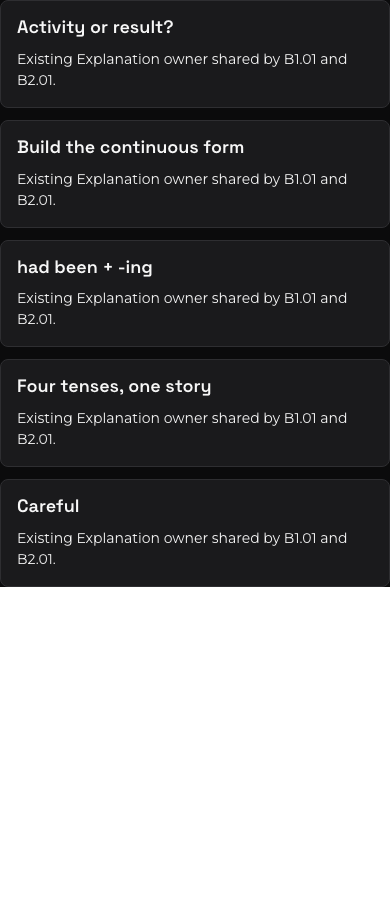 Activity or result?
Existing Explanation owner shared by B1.01 and
B2.01.
Build the continuous form
Existing Explanation owner shared by B1.01 and
B2.01.
had been + -ing
Existing Explanation owner shared by B1.01 and
B2.01.
Four tenses, one story
Existing Explanation owner shared by B1.01 and
B2.01.
Careful
Existing Explanation owner shared by B1.01 and
B2.01.